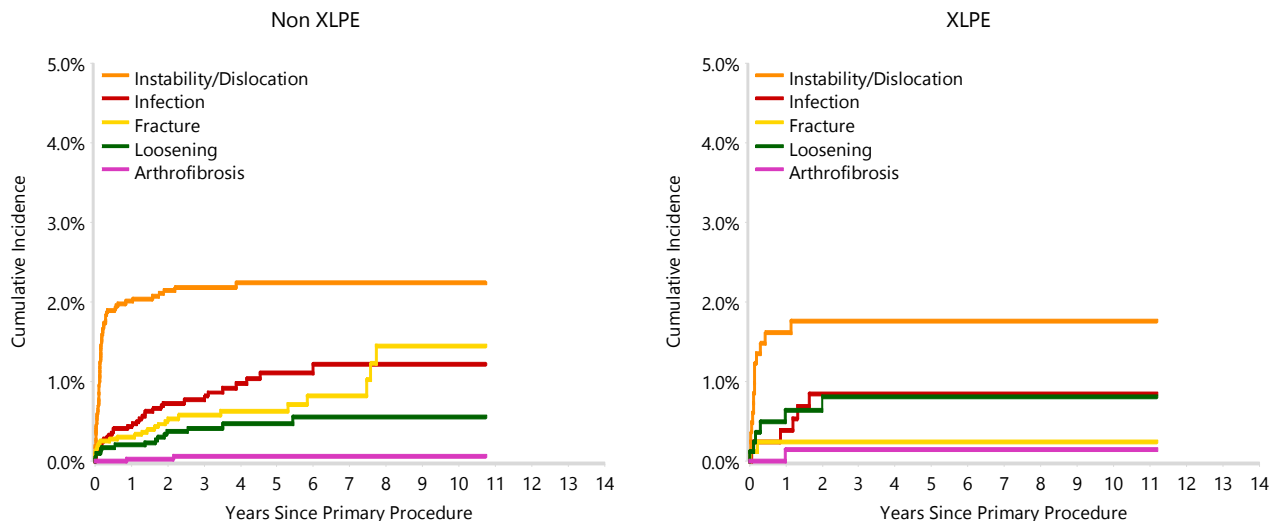 Non XLPE
5.0%
4.0%
3.0%
2.0%
1.0%
0.0%
Cumulative Incidence
Instability/Dislocation
Infection
Fracture
Loosening
Arthrofibrosis
0 1 2 3 4 5 6 7 8 9 10 11 12 13 14
Years Since Primary Procedure
XLPE
5.0%
4.0%
3.0%
2.0%
1.0%
0.0%
Cumulative Incidence
Instability/Dislocation
Infection
Fracture
Loosening
Arthrofibrosis
0 1 2 3 4 5 6 7 8 9 10 11 12 13 14
Years Since Primary Procedure